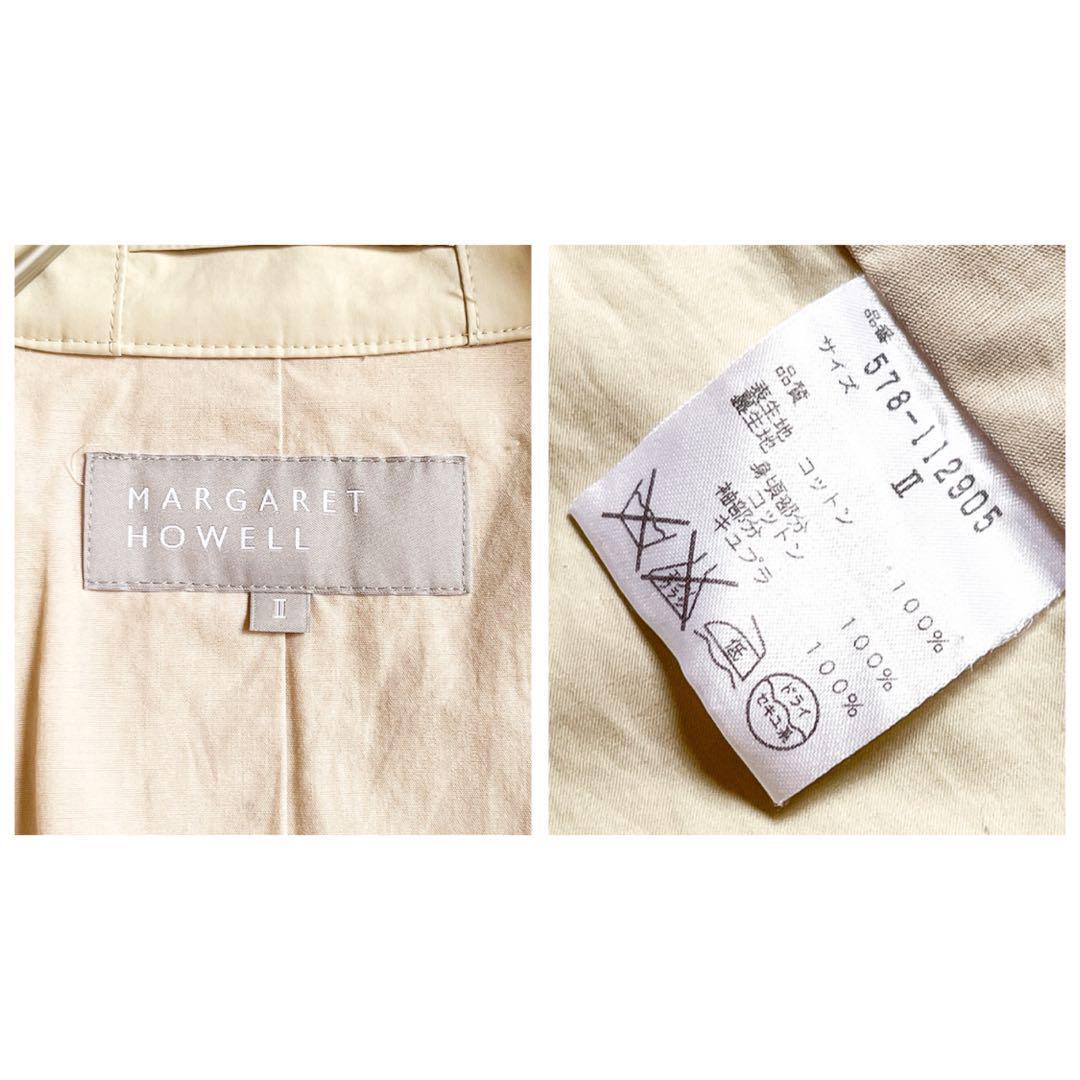 MARGARET
HOWELL
II
品番 578-112905
サイズ II
品質
表生地 コットン 100%
裏生地 身頃部分
コットン 100%
袖部分
キュプラ 100%
低
ドライ
セキユ系